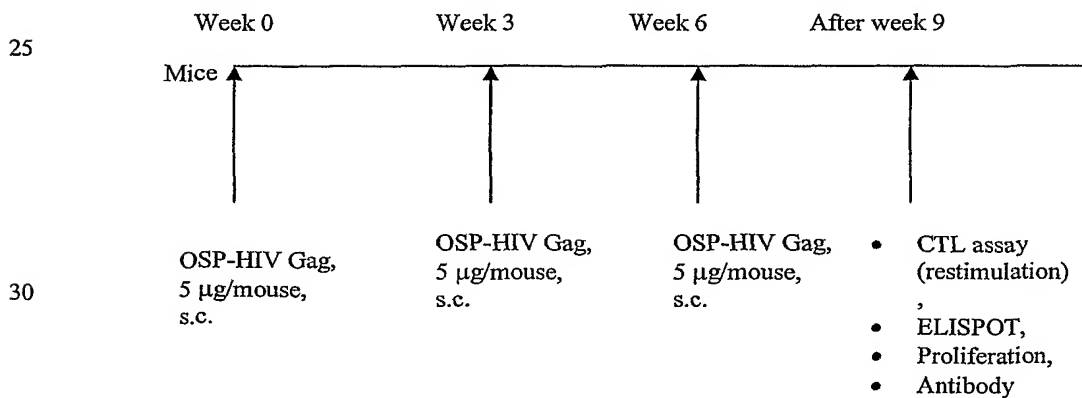 Week 0 Week 3 Week 6 After week 9
25
Mice
OSP-HIV Gag, 5 μg/mouse, s.c.
OSP-HIV Gag, 5 μg/mouse, s.c.
OSP-HIV Gag, 5 μg/mouse, s.c.
30
• CTL assay
(restimulation)
,
• ELISPOT,
• Proliferation,
• Antibody